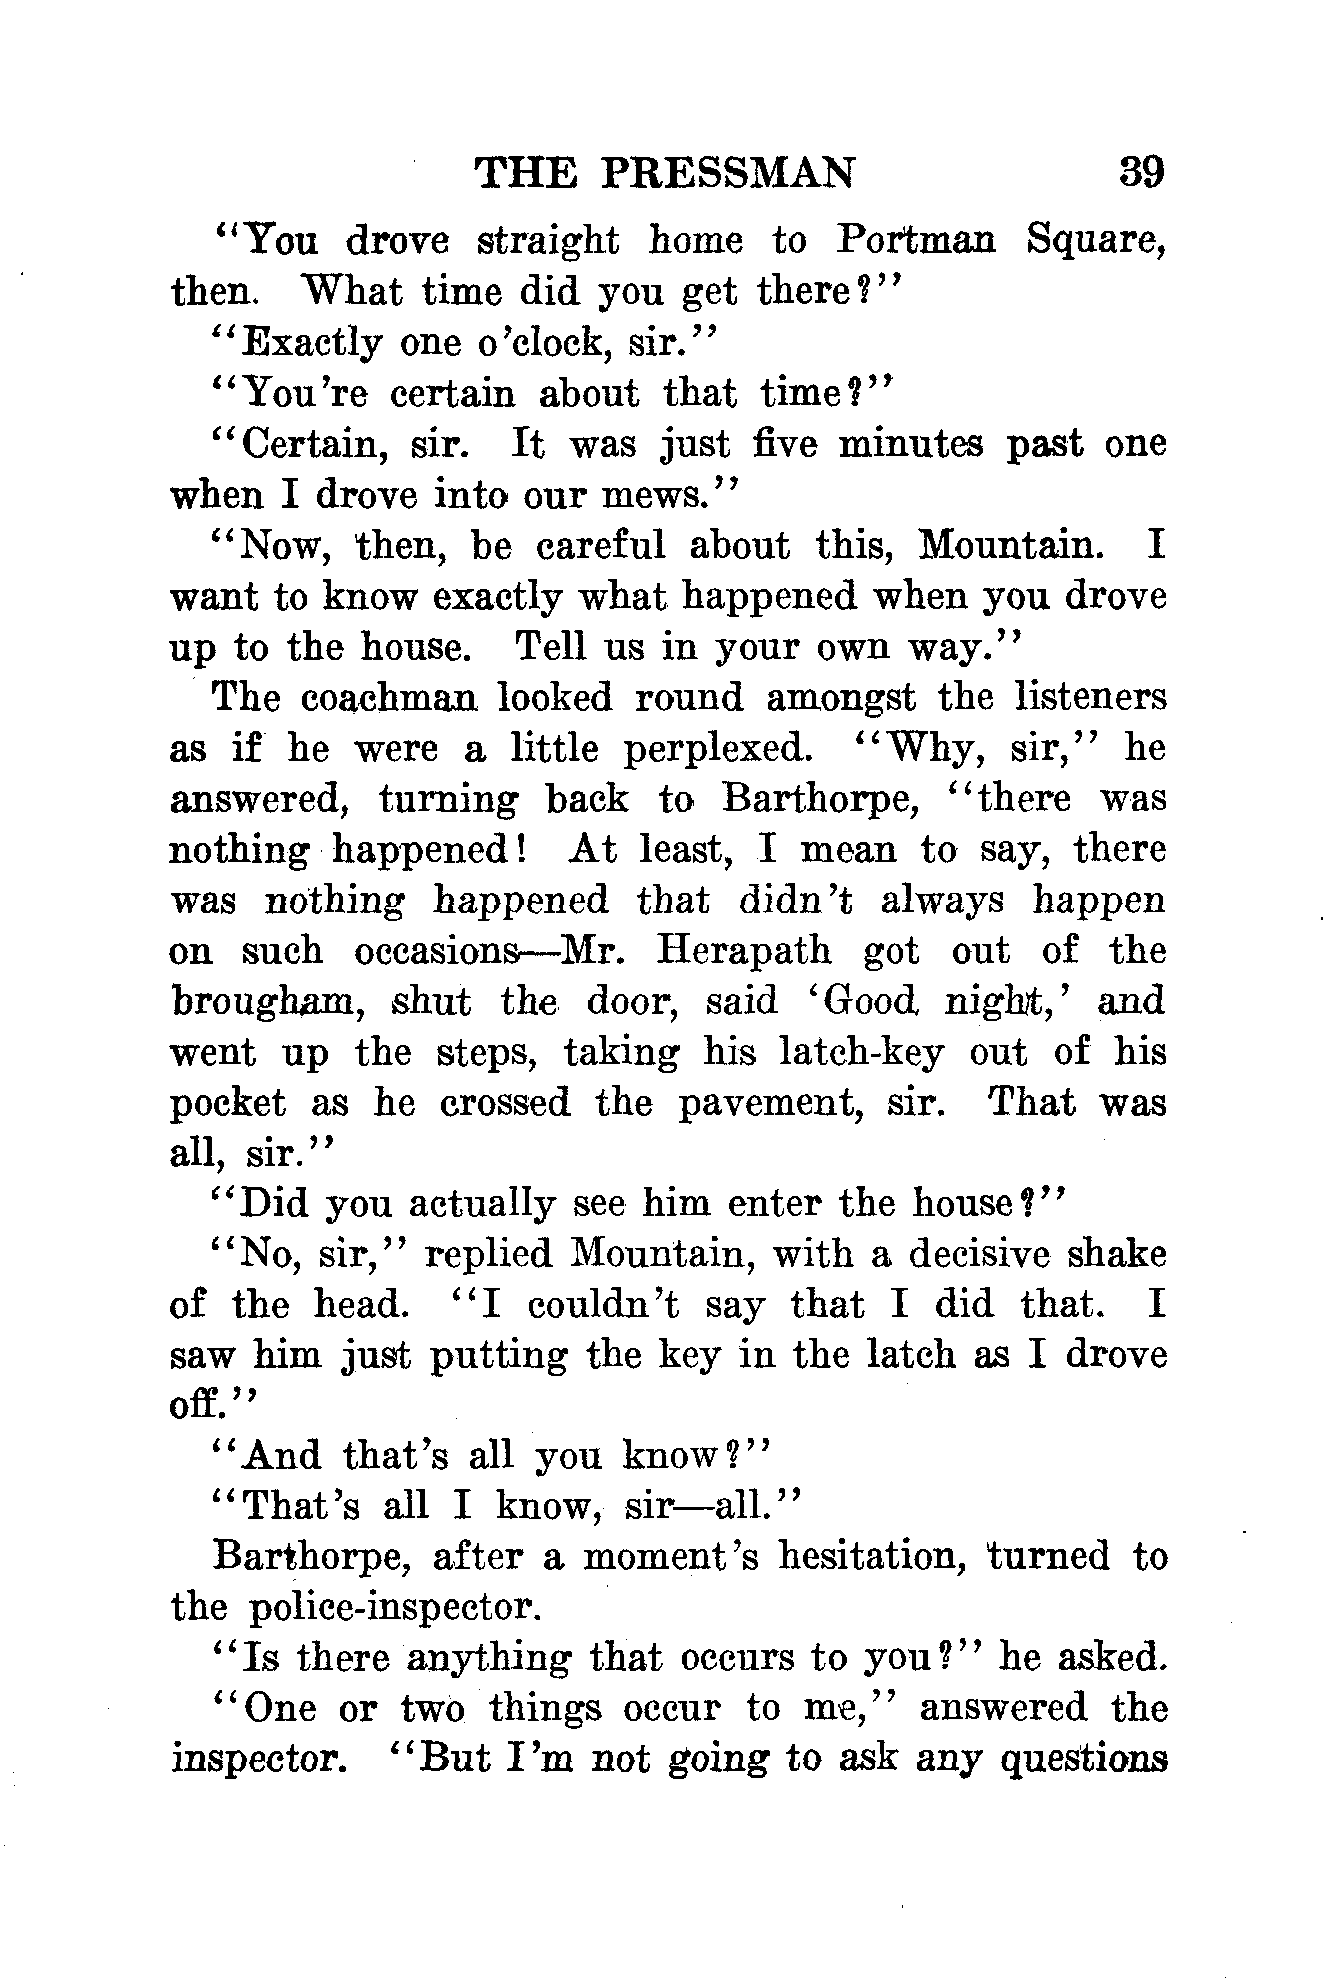 THE PRESSMAN 39
"You drove straight home to Portman Square,
then. What time did you get there?"
"Exactly one o'clock, sir."
"You're certain about that time?"
"Certain, sir. It was just five minutes past one
when I drove into our mews."
"Now, then, be careful about this, Mountain. I
want to know exactly what happened when you drove
up to the house. Tell us in your own way."
The coachman looked round amongst the listeners
as if he were a little perplexed. "Why, sir," he
answered, turning back to Barthorpe, "there was
nothing happened! At least, I mean to say, there
was nothing happened that didn't always happen
on such occasions—Mr. Herapath got out of the
brougham, shut the door, said 'Good night,' and
went up the steps, taking his latch-key out of his
pocket as he crossed the pavement, sir. That was
all, sir."
"Did you actually see him enter the house?"
"No, sir," replied Mountain, with a decisive shake
of the head. "I couldn't say that I did that. I
saw him just putting the key in the latch as I drove
off."
"And that's all you know?"
"That's all I know, sir—all."
Barthorpe, after a moment's hesitation, turned to
the police-inspector.
"Is there anything that occurs to you?" he asked.
"One or two things occur to me," answered the
inspector. "But I'm not going to ask any questions